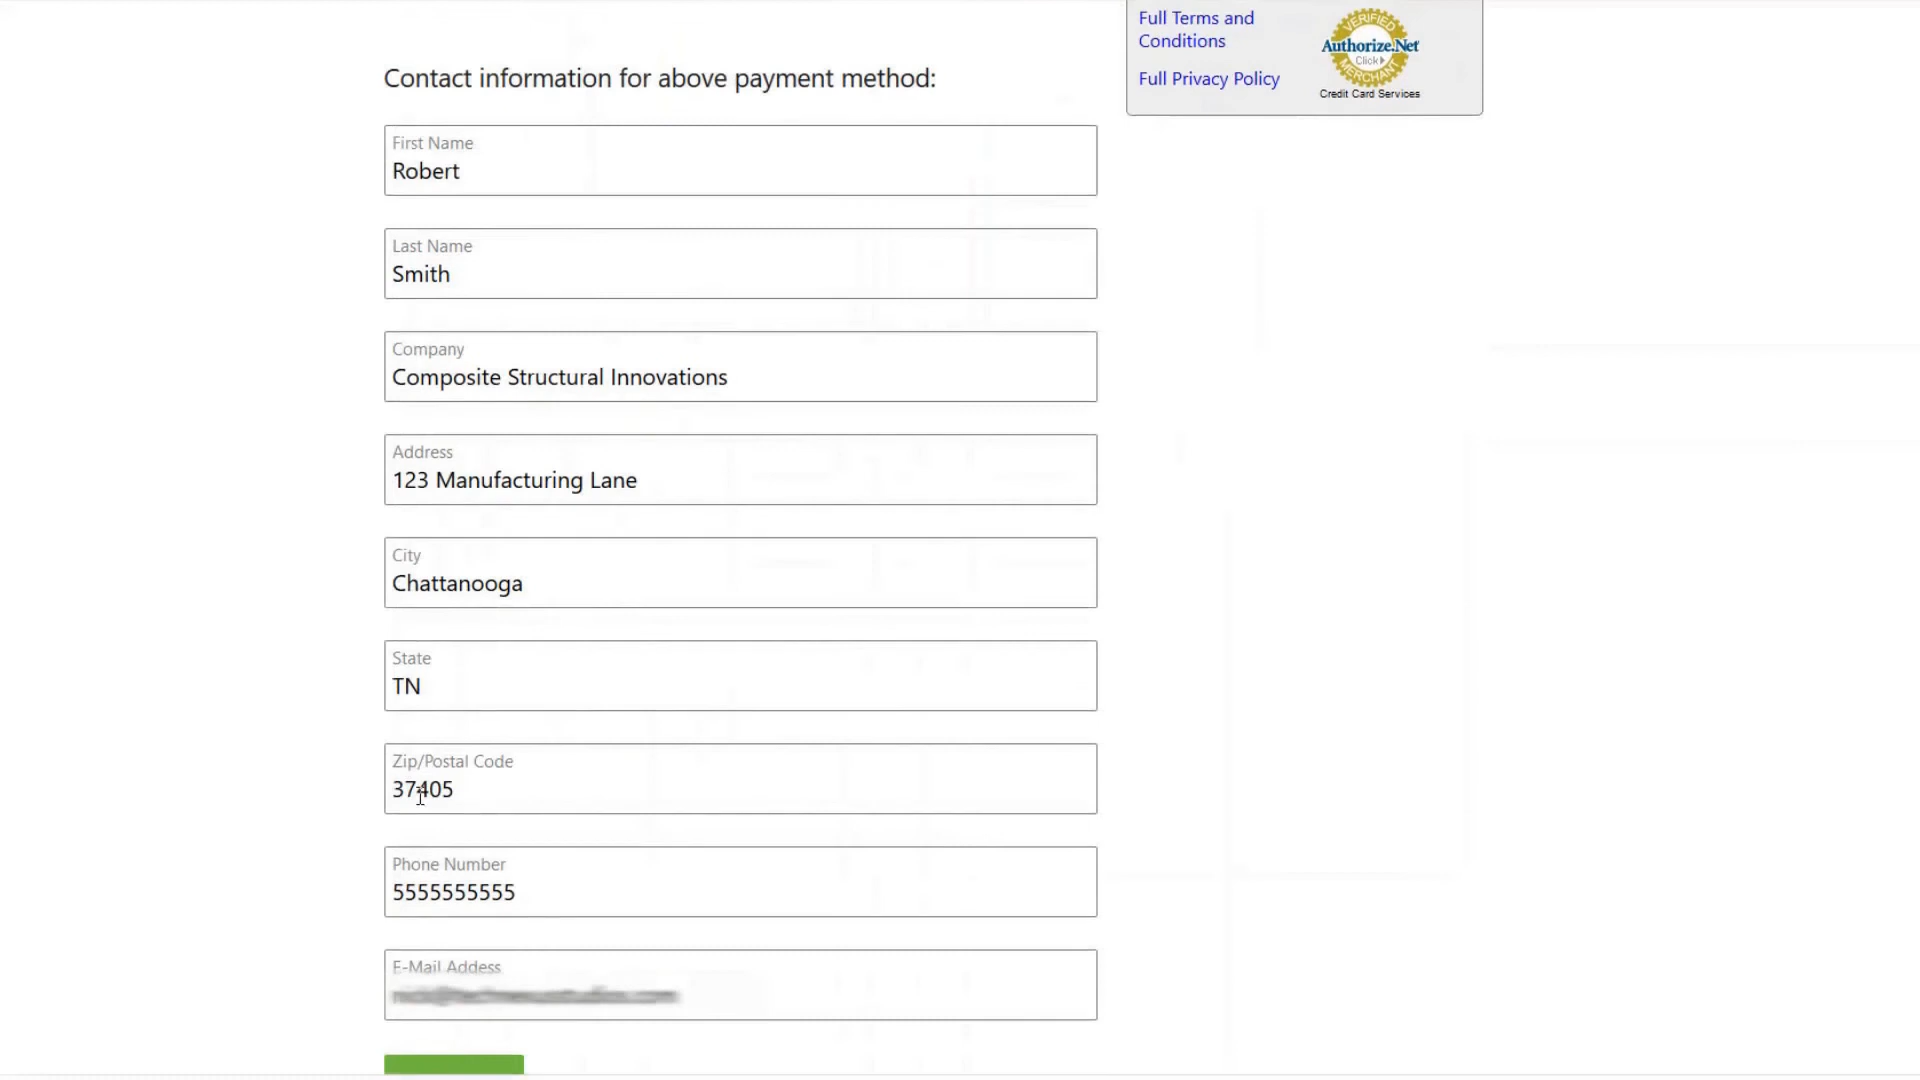 Full Terms and
Conditions
Full Privacy Policy
VERIFIED
Authorize.Net
Click
MERCHANT
Credit Card Services
Contact information for above payment method:
First Name
Robert
Last Name
Smith
Company
Composite Structural Innovations
Address
123 Manufacturing Lane
City
Chattanooga
State
TN
Zip/Postal Code
37405
Phone Number
5555555555
E-Mail Addess